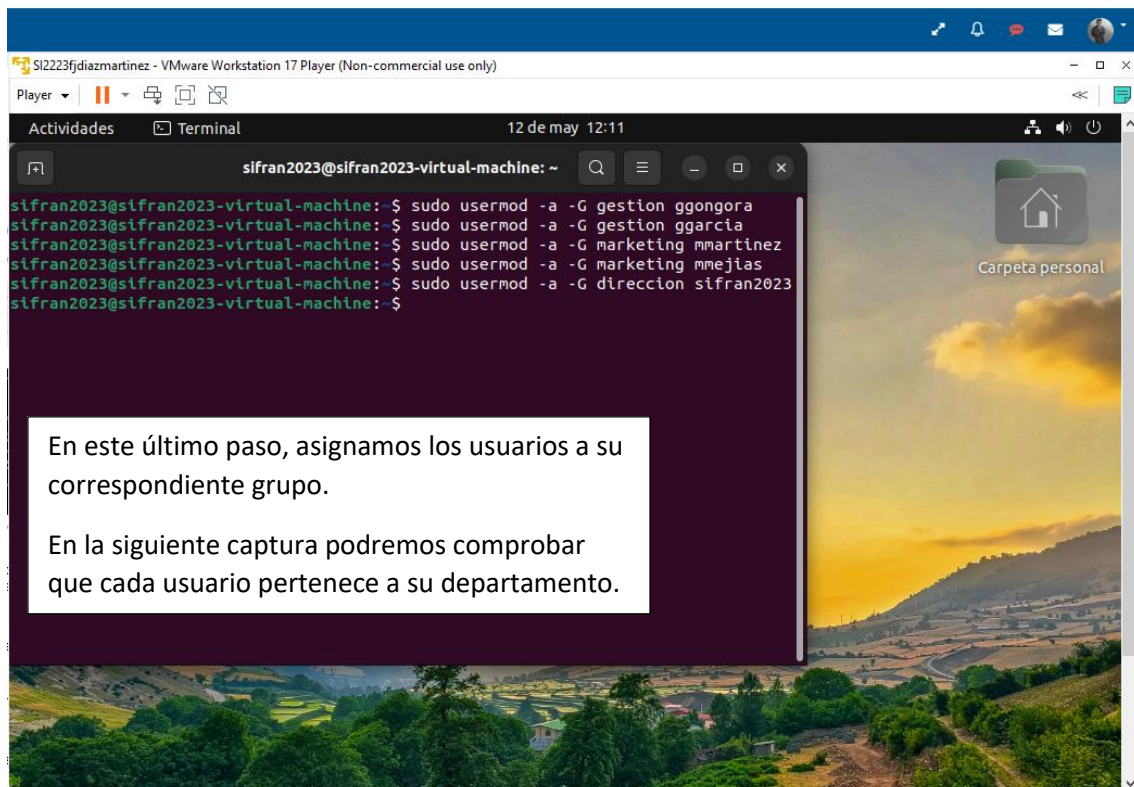 SI2223fjdiazmartinez - VMware Workstation 17 Player (Non-commercial use only)
Player
Actividades
Terminal
12 de may 12:11
sifran2023@sifran2023-virtual-machine: ~
sifran2023@sifran2023-virtual-machine:~$ sudo usermod -a -G gestion ggongora
sifran2023@sifran2023-virtual-machine:~$ sudo usermod -a -G gestion ggarcia
sifran2023@sifran2023-virtual-machine:~$ sudo usermod -a -G marketing mmartinez
sifran2023@sifran2023-virtual-machine:~$ sudo usermod -a -G marketing mmejias
sifran2023@sifran2023-virtual-machine:~$ sudo usermod -a -G direccion sifran2023
sifran2023@sifran2023-virtual-machine:~$
Carpeta personal
En este último paso, asignamos los usuarios a su
correspondiente grupo.
En la siguiente captura podremos comprobar
que cada usuario pertenece a su departamento.